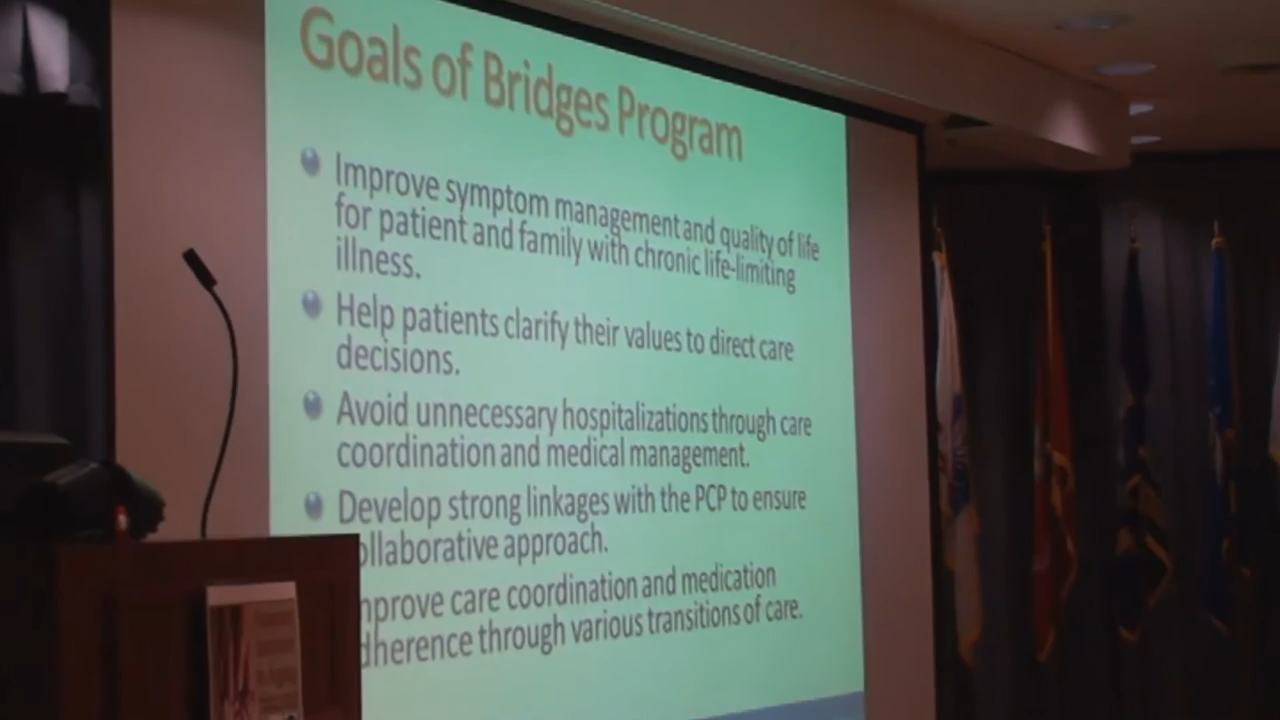 Goals of Bridges Program
Improve symptom management and quality of life
for patient and family with chronic life-limiting
illness.
Help patients clarify their values to direct care
decisions.
Avoid unnecessary hospitalizations through care
coordination and medical management.
Develop strong linkages with the PCP to ensure
ollaborative approach.
nprove care coordination and medication
dherence through various transitions of care.